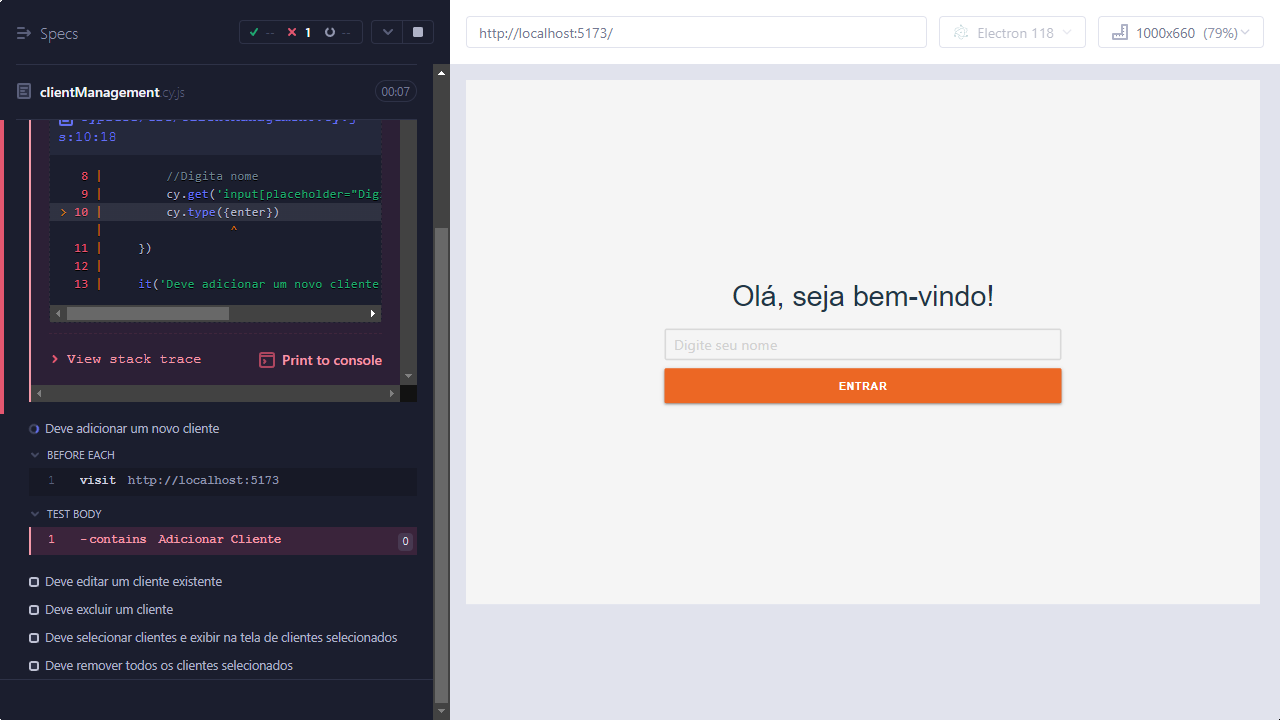 Specs
-- 1 --
clientManagement.cy.js
00:07
s:10:18
8 | //Digita nome
9 | cy.get('input[placeholder="Dig
> 10 | cy.type({enter})
| ^
11 | })
12 |
13 | it('Deve adicionar um novo cliente
View stack trace
Print to console
Deve adicionar um novo cliente
BEFORE EACH
1 visit http://localhost:5173
TEST BODY
1 -contains Adicionar Cliente 0
Deve editar um cliente existente
Deve excluir um cliente
Deve selecionar clientes e exibir na tela de clientes selecionados
Deve remover todos os clientes selecionados
http://localhost:5173/
Electron 118
1000x660 (79%)
Olá, seja bem-vindo!
Digite seu nome
ENTRAR